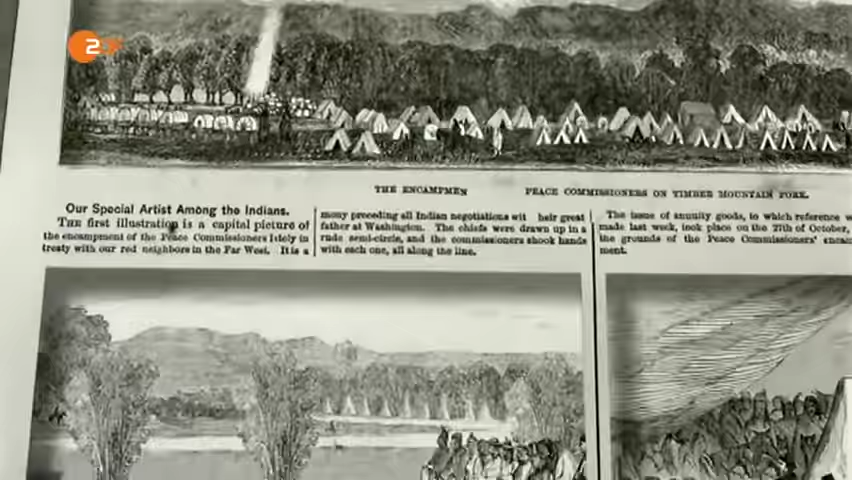 2
THE ENCAMPMEN PEACE COMMISSIONERS ON TIMBER MOUNTAIN FORK.
Our Special Artist Among the Indians.
THE first illustration is a capital picture of
the encampment of the Peace Commissioners lately in
treaty with our red neighbors in the Far West. It is a
mony preceding all Indian negotiations wit heir great
father at Washington. The chiefs were drawn up in a
rude semi-circle, and the commissioners shook hands
with each one, all along the line.
The issue of annuity goods, to which reference w
made last week, took place on the 27th of October,
the grounds of the Peace Commissioners' encam
ment.